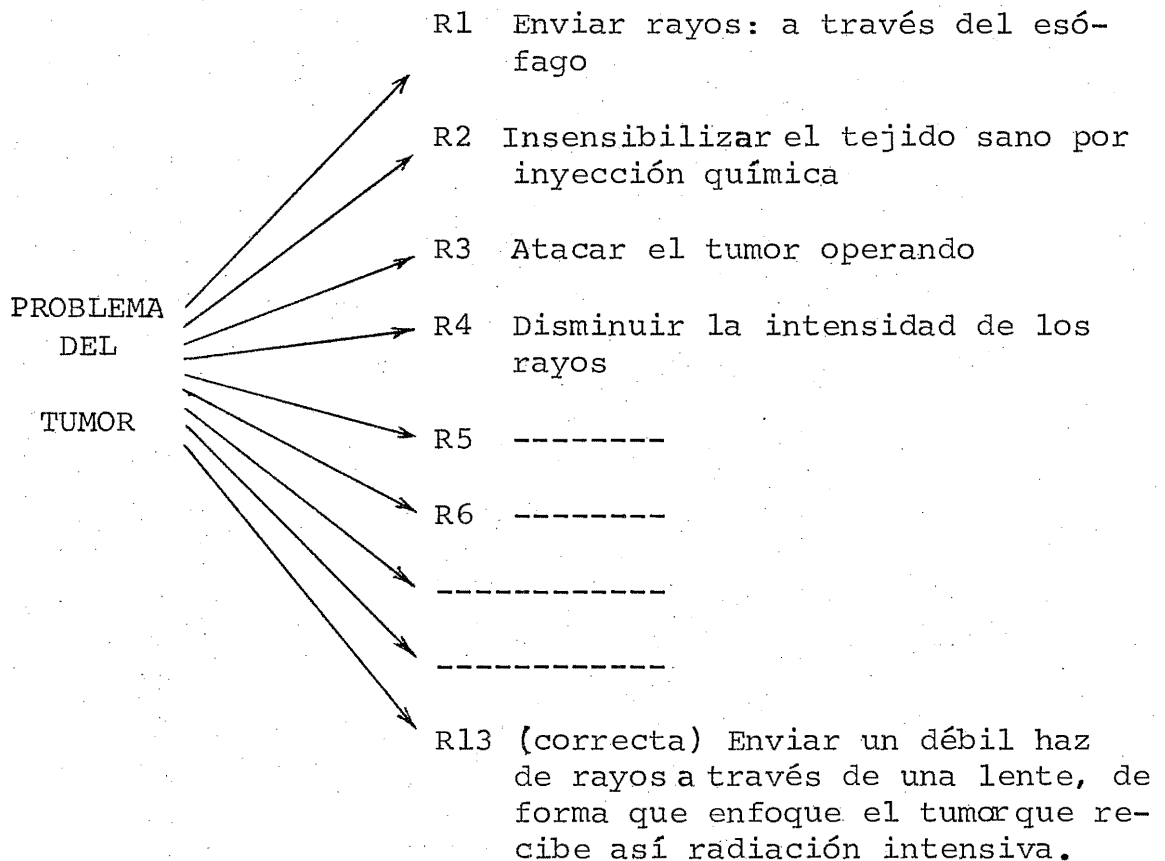 R1 Enviar rayos: a través del esó-
fago
R2 Insensibilizar el tejido sano por
inyección química
R3 Atacar el tumor operando
PROBLEMA
DEL
TUMOR
R4 Disminuir la intensidad de los
rayos
R5 --------
R6 --------
------------
------------
R13 (correcta) Enviar un débil haz
de rayos a través de una lente, de
forma que enfoque el tumor que re-
cibe así radiación intensiva.